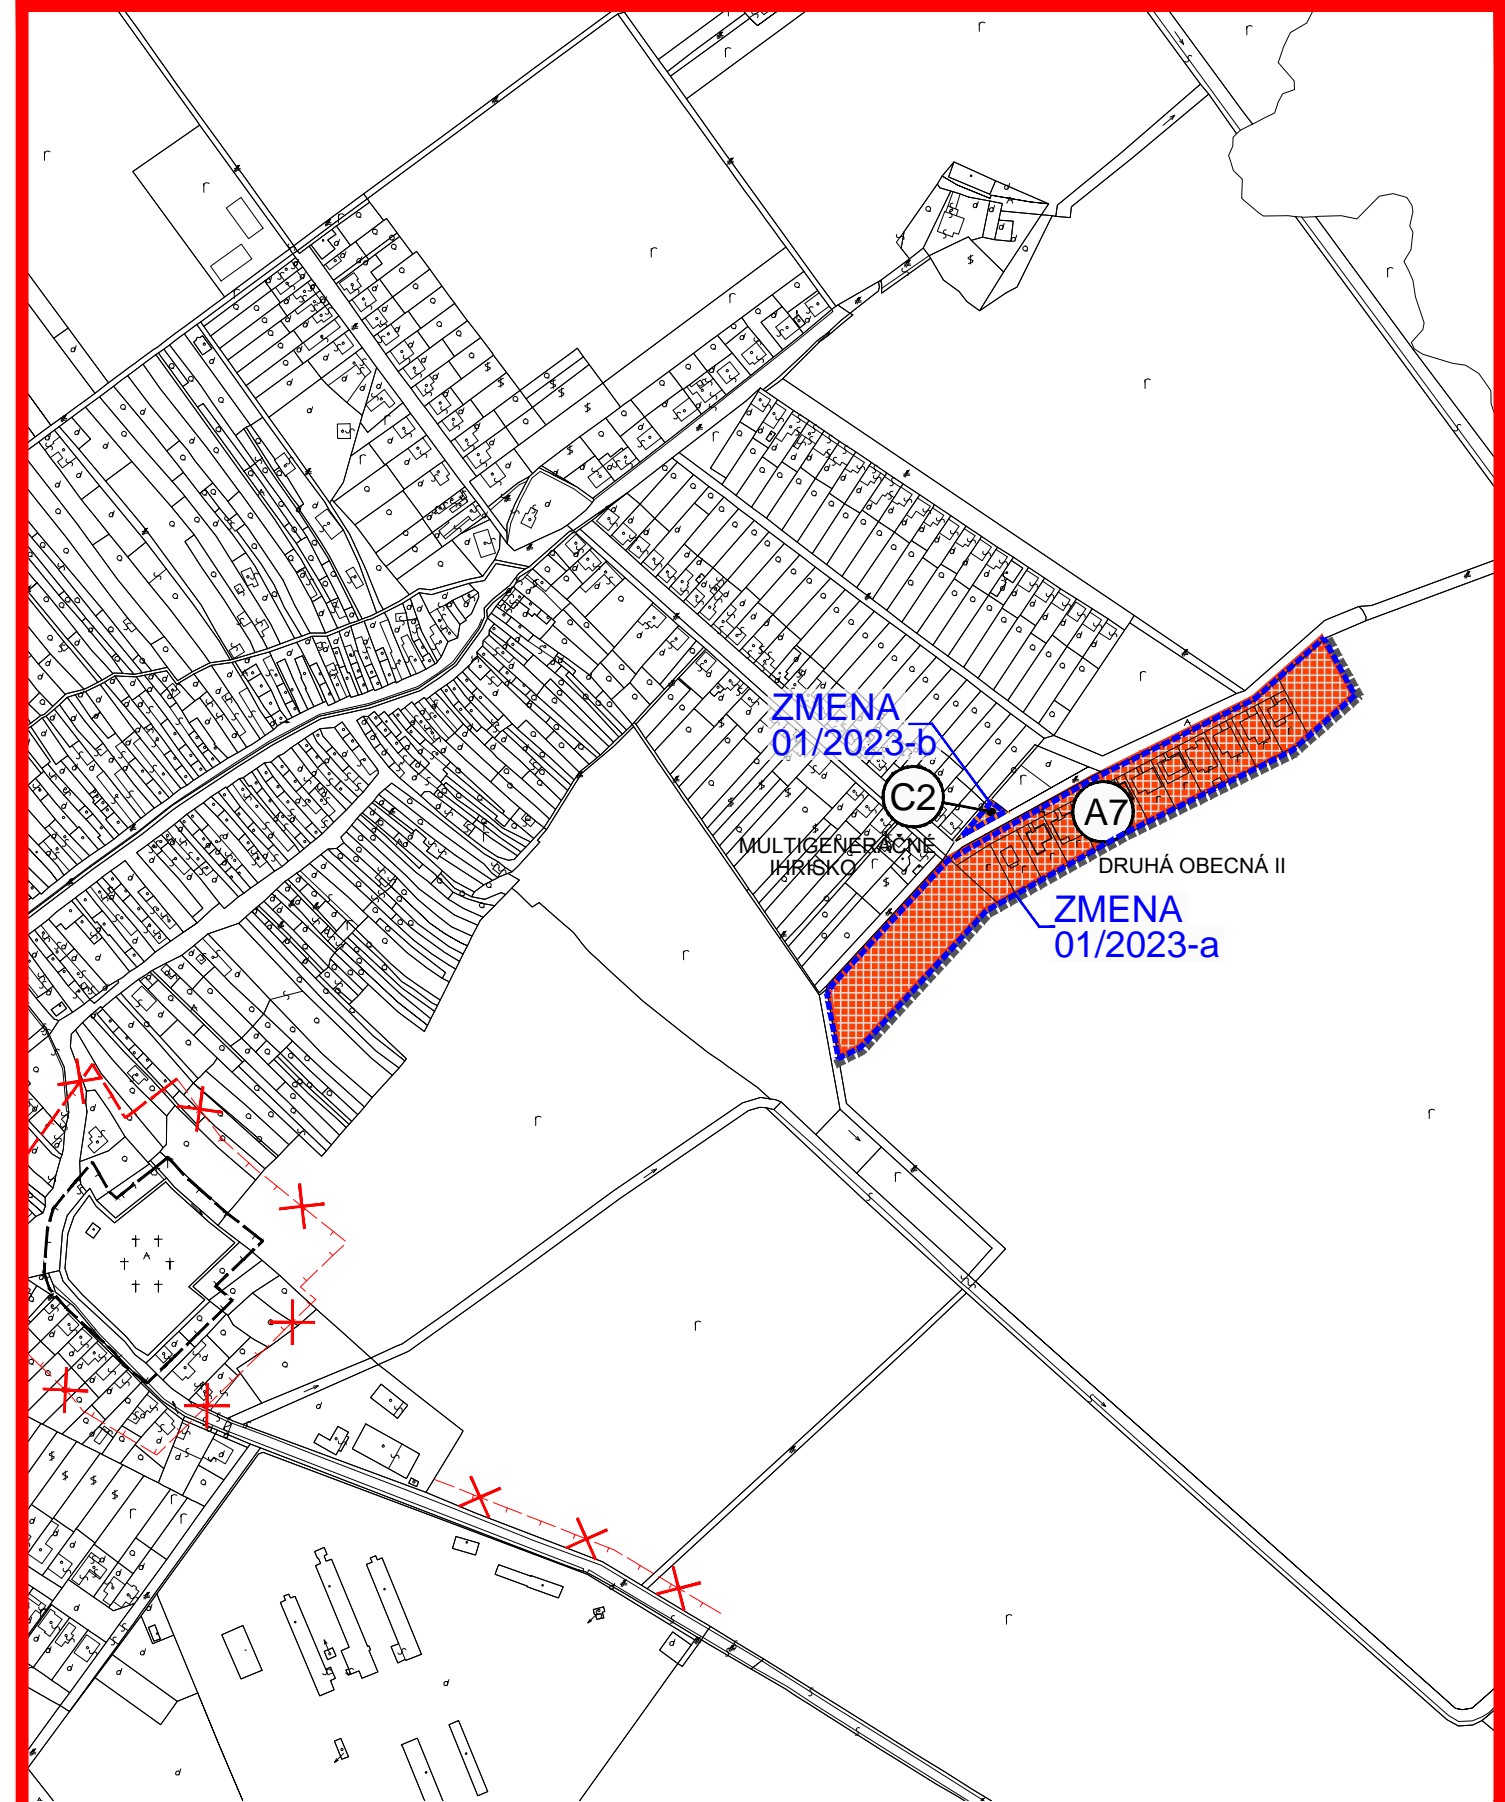 ZMENA
01/2023-b
C2
A7
MULTIGENERAČNÉ
IHRISKO
DRUHÁ OBECNÁ II
ZMENA
01/2023-a